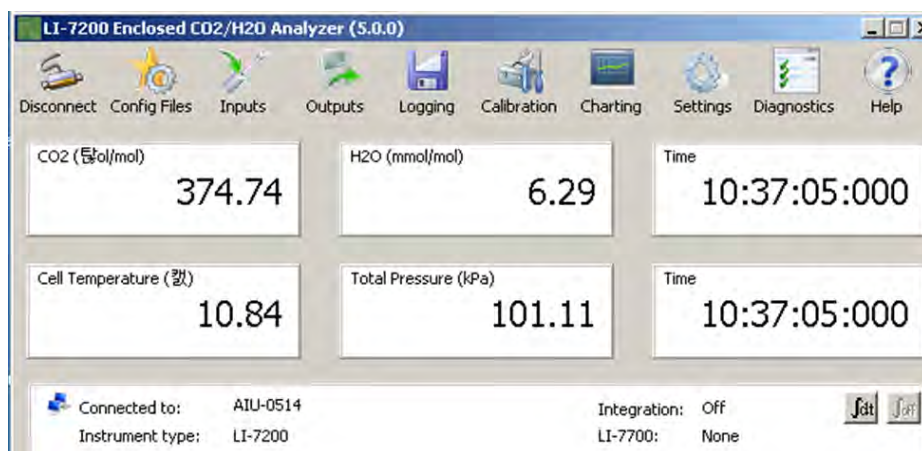 LI-7200 Enclosed CO2/H2O Analyzer (5.0.0)
Disconnect Config Files Inputs Outputs Logging Calibration Charting Settings Diagnostics Help
CO2 (탆ol/mol) H2O (mmol/mol) Time
374.74 6.29 10:37:05:000
Cell Temperature (캜) Total Pressure (kPa) Time
10.84 101.11 10:37:05:000
Connected to: AIU-0514 Integration: Off ∫dt ∫off
Instrument type: LI-7200 LI-7700: None